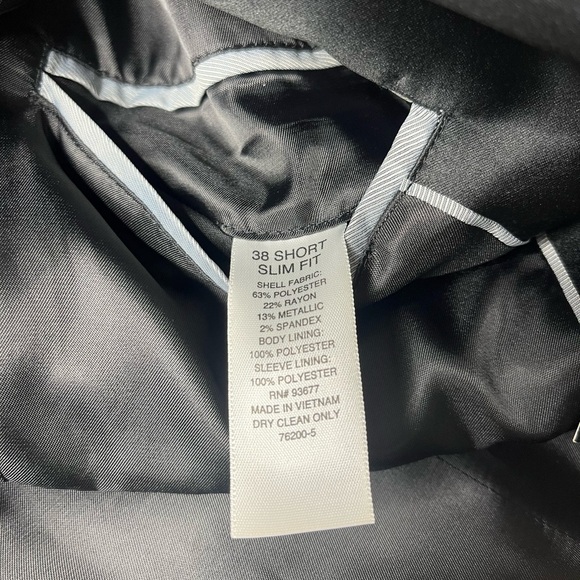 38 SHORT
SLIM FIT
SHELL FABRIC:
63% POLYESTER
22% RAYON
13% METALLIC
2% SPANDEX
BODY LINING:
100% POLYESTER
SLEEVE LINING:
100% POLYESTER
RN# 93677
MADE IN VIETNAM
DRY CLEAN ONLY
76200-5